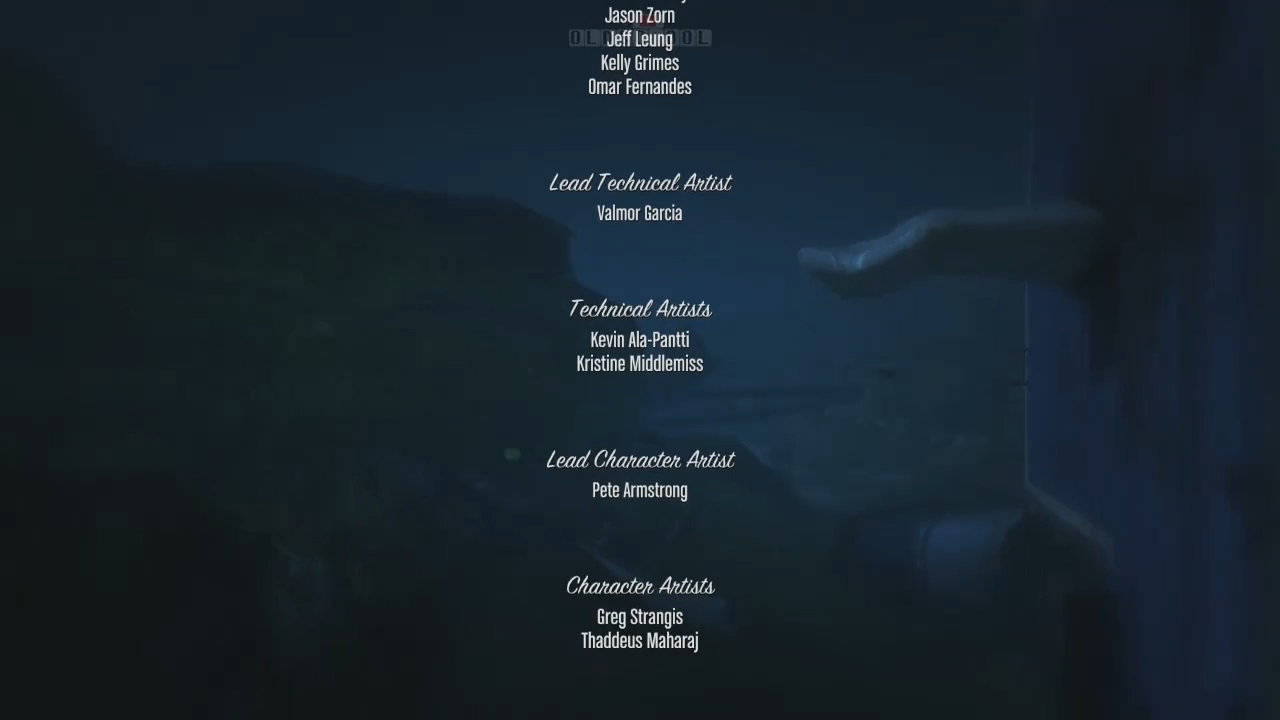 Jason Zorn
Jeff Leung
Kelly Grimes
Omar Fernandes
Lead Technical Artist
Valmor Garcia
Technical Artists
Kevin Ala-Pantti
Kristine Middlemiss
Lead Character Artist
Pete Armstrong
Character Artists
Greg Strangis
Thaddeus Maharaj